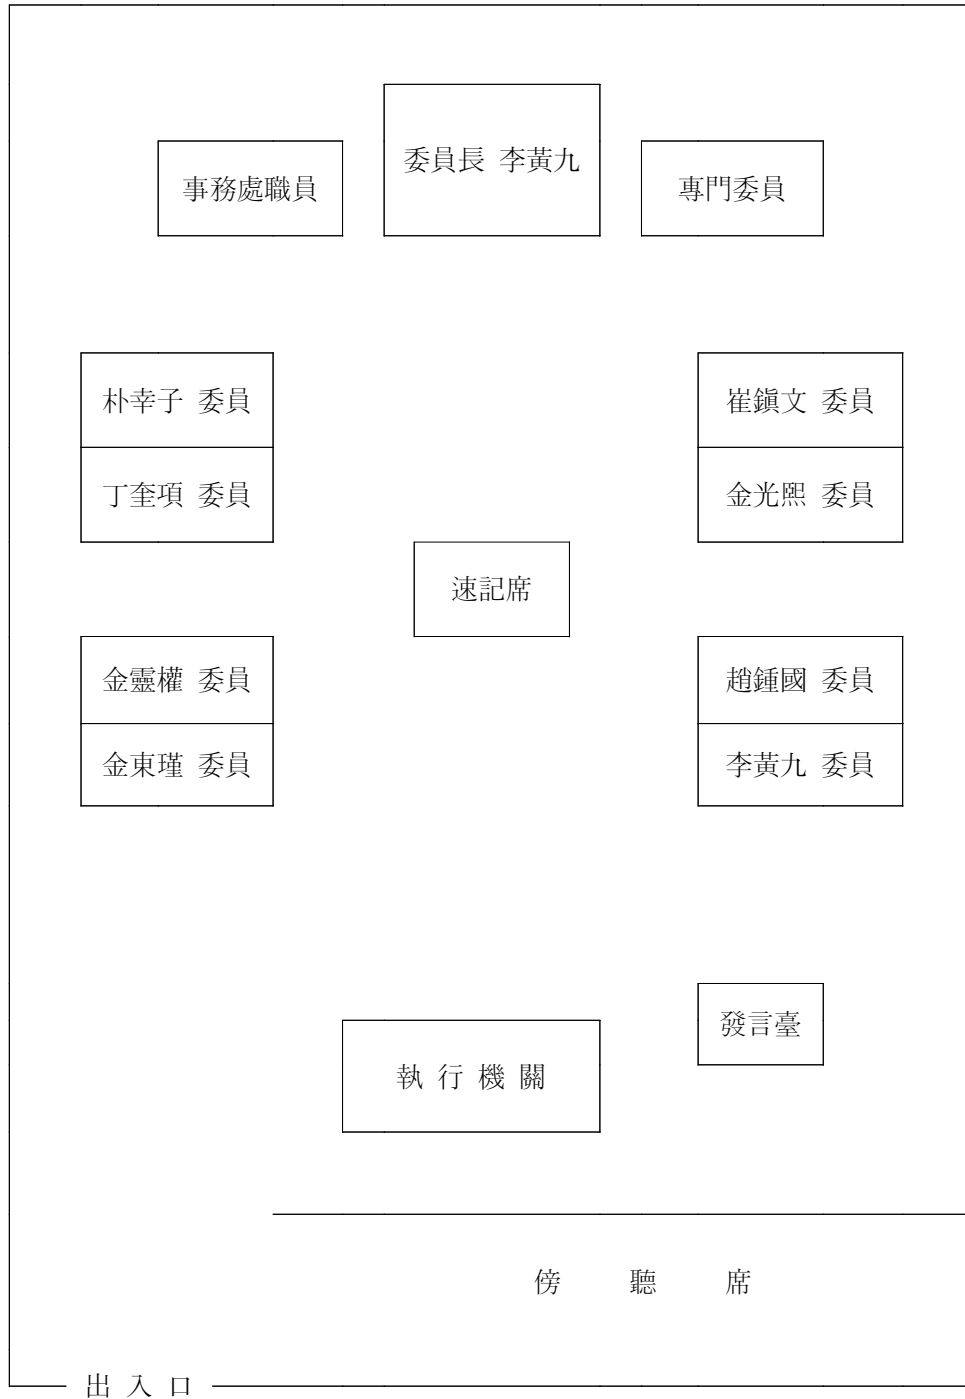 委員長 李黃九
事務處職員
專門委員
朴幸子 委員
崔鎭文 委員
丁奎項 委員
金光熙 委員
速記席
金靈權 委員
趙鍾國 委員
金東瑾 委員
李黃九 委員
發言臺
執 行 機 關
傍 聽 席
出 入 口